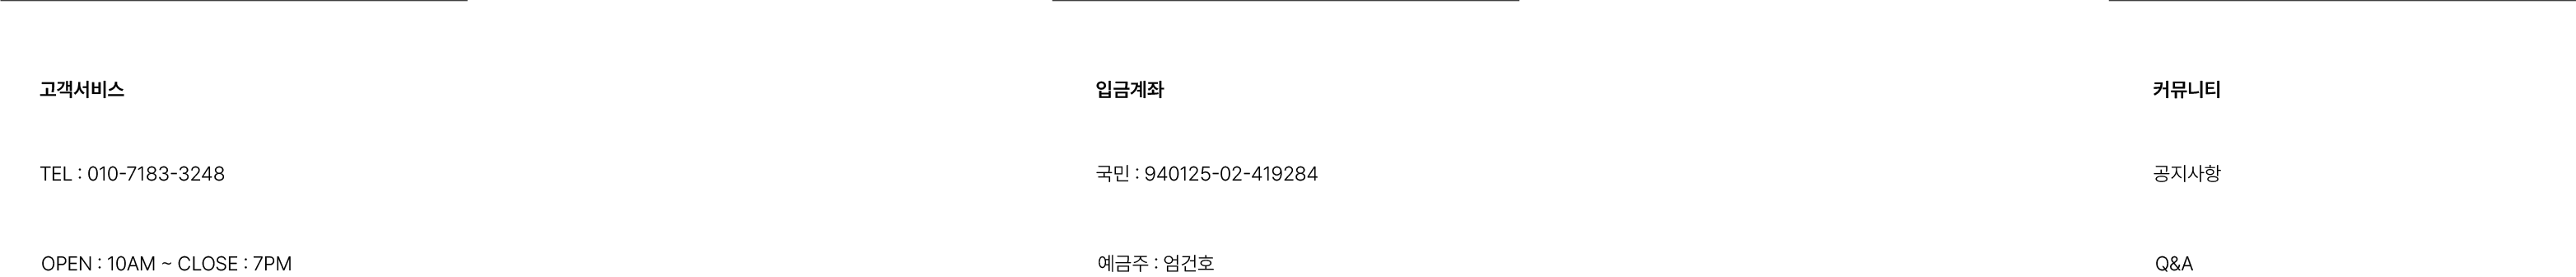 고객서비스
TEL : 010-7183-3248
OPEN : 10AM ~ CLOSE : 7PM
입금계좌
국민 : 940125-02-419284
예금주 : 엄건호
커뮤니티
공지사항
Q&A